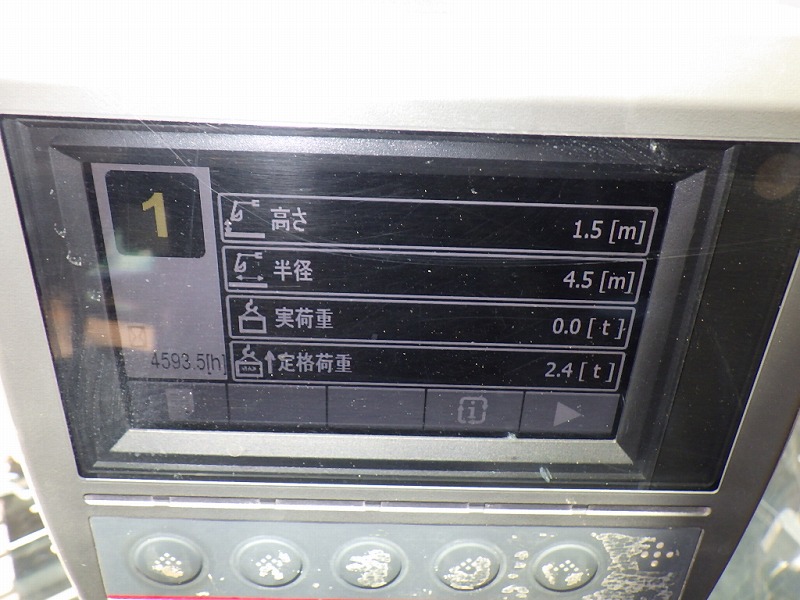 1
高さ 1.5 [m]
半径 4.5 [m]
実荷重 0.0 [ t ]
定格荷重 2.4 [ t ]
4593.5[h]